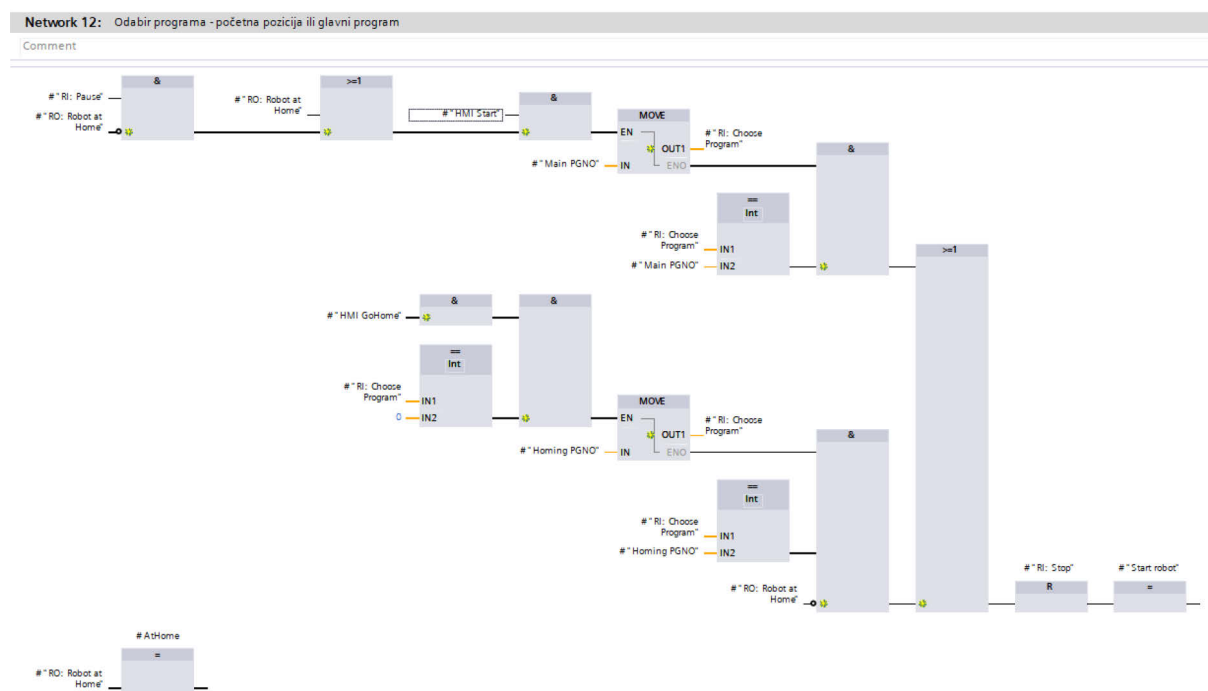 Network 12: Odabir programa - početna pozicija ili glavni program
Comment
&
>=1
#"RI: Pause"
#"RO: Robot at
Home"
#"RO: Robot at
Home"
#"HMI Start"
&
MOVE
EN
OUT1
#"RI: Choose
Program"
#"Main PGNO"
IN
ENO
&
==
Int
#"RI: Choose
Program"
IN1
#"Main PGNO"
IN2
>=1
&
&
#"HMI GoHome"
==
Int
#"RI: Choose
Program"
IN1
0
IN2
MOVE
EN
OUT1
#"RI: Choose
Program"
#"Homing PGNO"
IN
ENO
&
==
Int
#"RI: Choose
Program"
IN1
#"Homing PGNO"
IN2
#"RO: Robot at
Home"
#"RI: Stop"
R
#"Start robot"
=
#AtHome
=
#"RO: Robot at
Home"